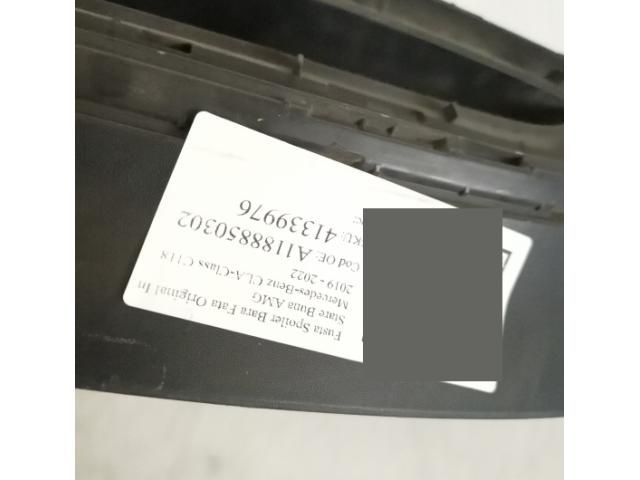 Fusta Spoiler Bara Fata Original In
Stare Buna AMG
Mercedes-Benz CLA-Class C118
2019 - 2022
Cod OE: A1188850302
SKU: 41339976